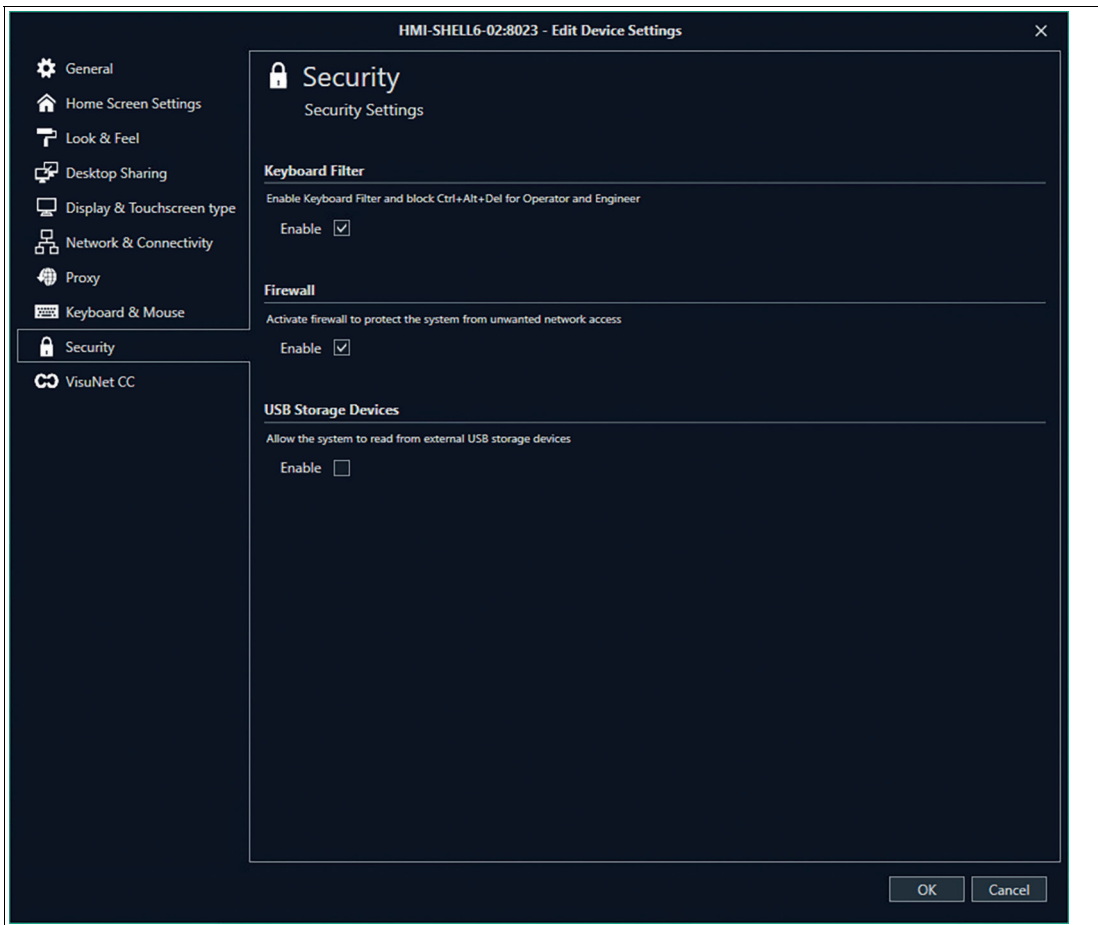 HMI-SHELL6-02:8023 - Edit Device Settings
General
Home Screen Settings
Look & Feel
Desktop Sharing
Display & Touchscreen type
Network & Connectivity
Proxy
Keyboard & Mouse
Security
VisuNet CC
Security
Security Settings
Keyboard Filter
Enable Keyboard Filter and block Ctrl+Alt+Del for Operator and Engineer
Enable
Firewall
Activate firewall to protect the system from unwanted network access
Enable
USB Storage Devices
Allow the system to read from external USB storage devices
Enable
OK
Cancel